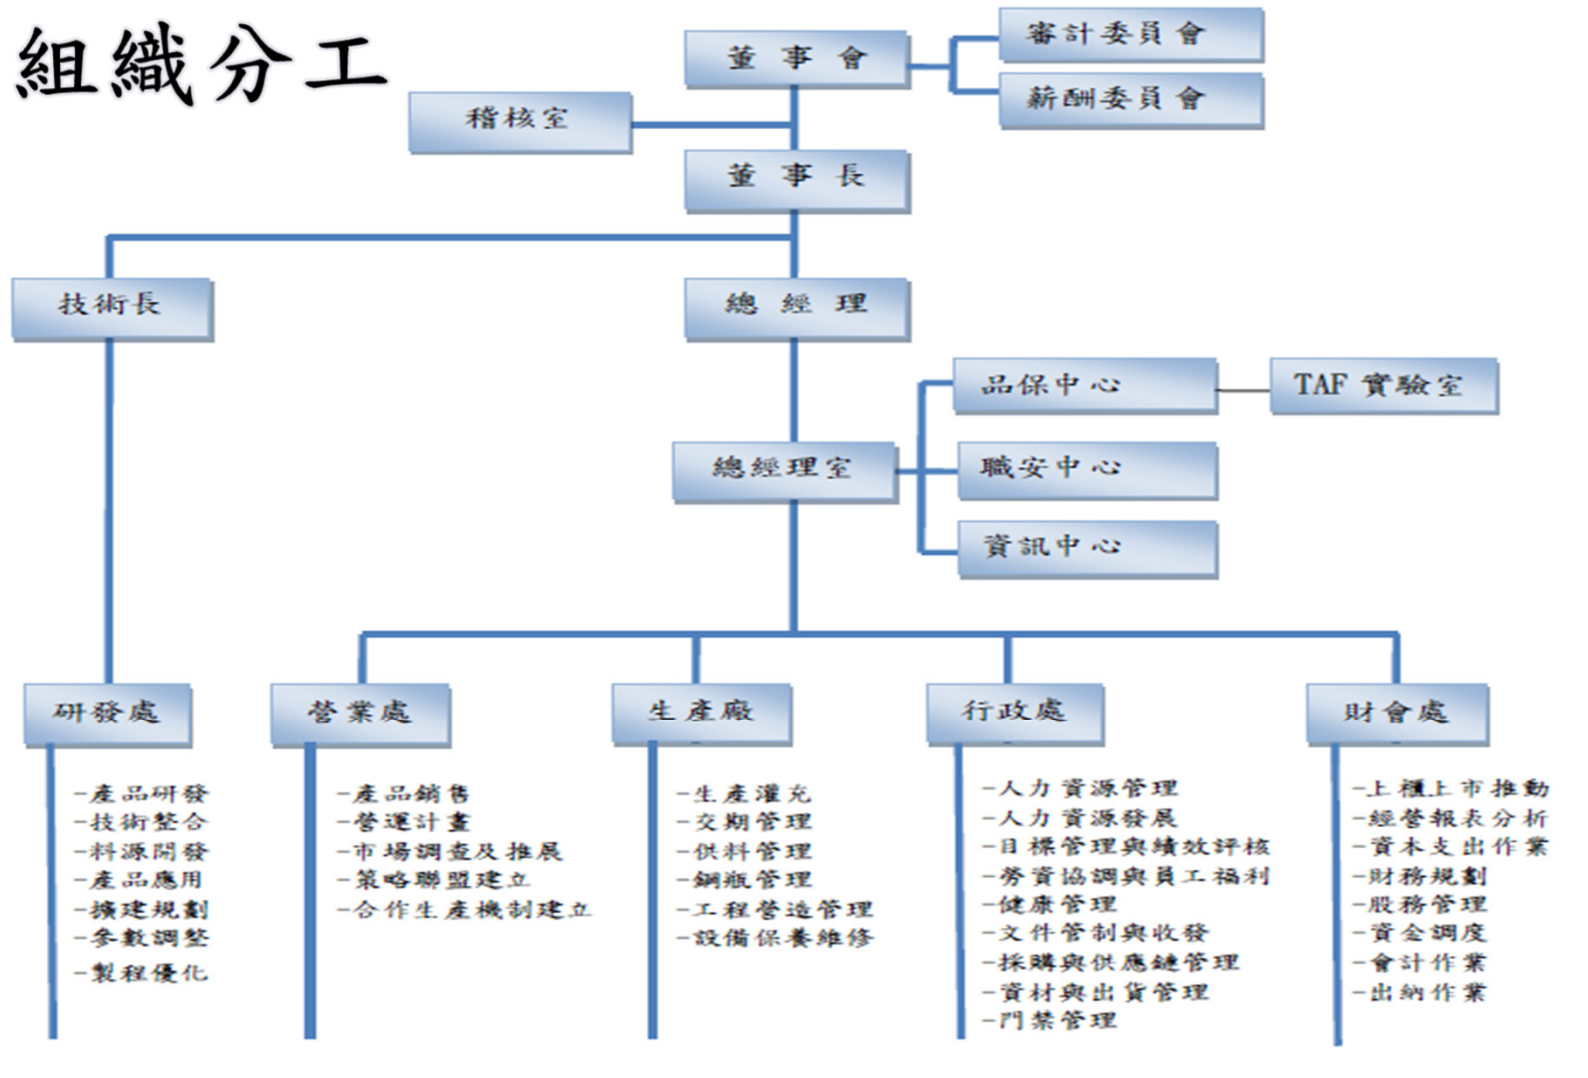 組織分工
董事會
審計委員會
薪酬委員會
稽核室
董事長
技術長
總經理
品保中心
TAF 實驗室
總經理室
職安中心
資訊中心
研發處
-產品研發
-技術整合
-料源開發
-產品應用
-擴建規劃
-參數調整
-製程優化
營業處
-產品銷售
-營運計畫
-市場調查及推展
-策略聯盟建立
-合作生產機制建立
生產廠
-生產灌充
-交期管理
-供料管理
-鋼瓶管理
-工程營造管理
-設備保養維修
行政處
-人力資源管理
-人力資源發展
-目標管理與績效評核
-勞資協調與員工福利
-健康管理
-文件管制與收發
-採購與供應鏈管理
-資材與出貨管理
-門禁管理
財會處
-上櫃上市推動
-經營報表分析
-資本支出作業
-財務規劃
-股務管理
-資金調度
-會計作業
-出納作業